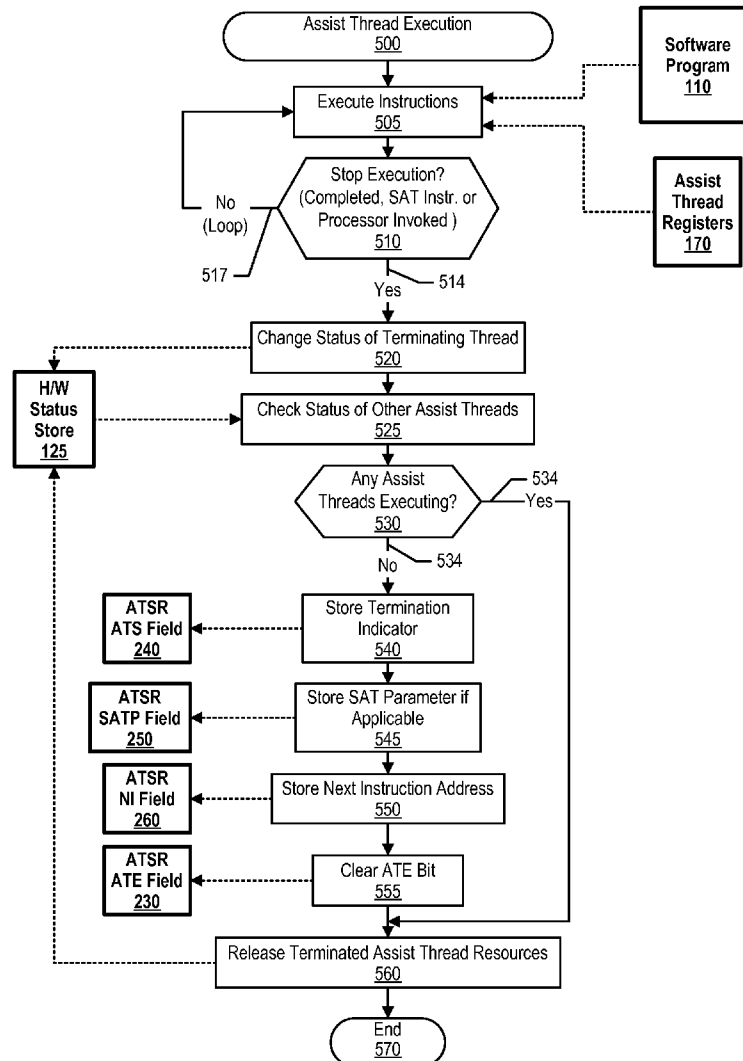 Assist Thread Execution
500
Software
Program
110
Execute Instructions
505
Stop Execution?
(Completed, SAT Instr. or
Processor Invoked )
510
No
(Loop)
Assist
Thread
Registers
170
517
514
Yes
Change Status of Terminating Thread
520
H/W
Status
Store
125
Check Status of Other Assist Threads
525
Any Assist
Threads Executing?
530
534
Yes
534
No
ATSR
ATS Field
240
Store Termination
Indicator
540
ATSR
SATP Field
250
Store SAT Parameter if
Applicable
545
ATSR
NI Field
260
Store Next Instruction Address
550
ATSR
ATE Field
230
Clear ATE Bit
555
Release Terminated Assist Thread Resources
560
End
570